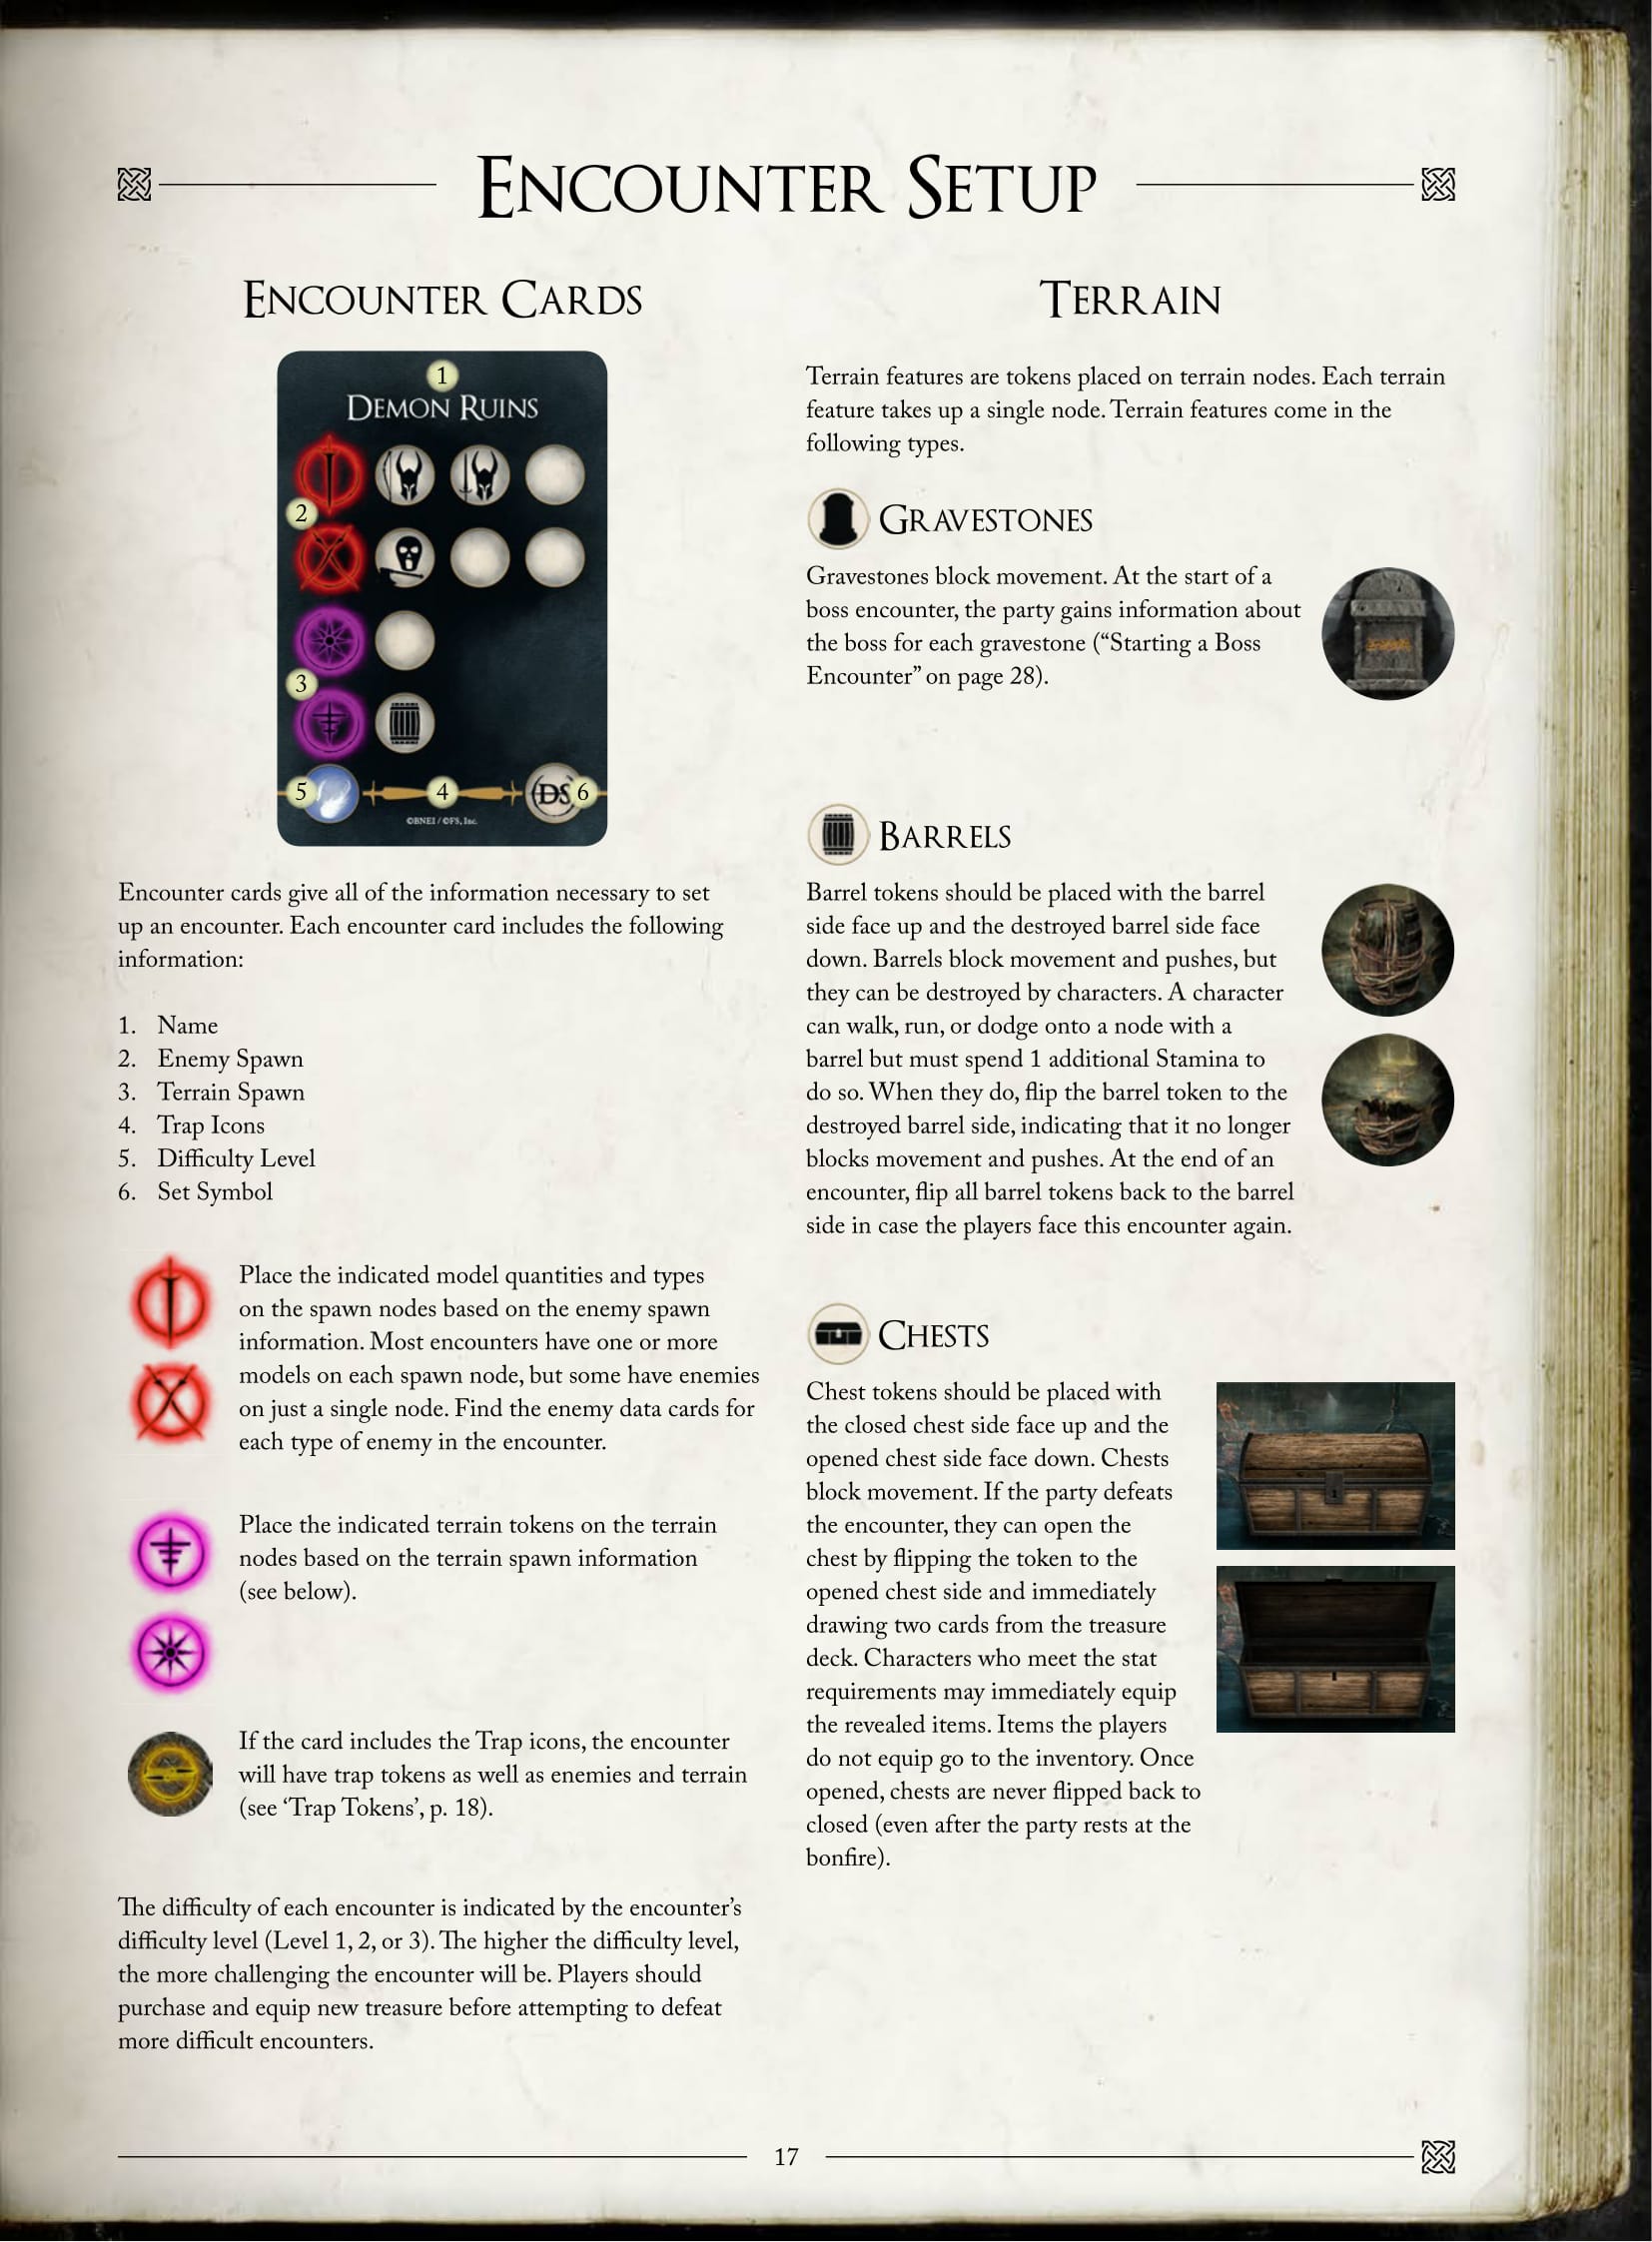 Encounter Setup
Encounter Cards
1
Demon Ruins
2
3
5
4
DS
6
©BNEI / ©FS, Inc.
Encounter cards give all of the information necessary to set
up an encounter. Each encounter card includes the following
information:
1. Name
2. Enemy Spawn
3. Terrain Spawn
4. Trap Icons
5. Difficulty Level
6. Set Symbol
Place the indicated model quantities and types
on the spawn nodes based on the enemy spawn
information. Most encounters have one or more
models on each spawn node, but some have enemies
on just a single node. Find the enemy data cards for
each type of enemy in the encounter.
Place the indicated terrain tokens on the terrain
nodes based on the terrain spawn information
(see below).
If the card includes the Trap icons, the encounter
will have trap tokens as well as enemies and terrain
(see ‘Trap Tokens’, p. 18).
The difficulty of each encounter is indicated by the encounter’s
difficulty level (Level 1, 2, or 3). The higher the difficulty level,
the more challenging the encounter will be. Players should
purchase and equip new treasure before attempting to defeat
more difficult encounters.
Terrain
Terrain features are tokens placed on terrain nodes. Each terrain
feature takes up a single node. Terrain features come in the
following types.
Gravestones
Gravestones block movement. At the start of a
boss encounter, the party gains information about
the boss for each gravestone (“Starting a Boss
Encounter” on page 28).
Barrels
Barrel tokens should be placed with the barrel
side face up and the destroyed barrel side face
down. Barrels block movement and pushes, but
they can be destroyed by characters. A character
can walk, run, or dodge onto a node with a
barrel but must spend 1 additional Stamina to
do so. When they do, flip the barrel token to the
destroyed barrel side, indicating that it no longer
blocks movement and pushes. At the end of an
encounter, flip all barrel tokens back to the barrel
side in case the players face this encounter again.
Chests
Chest tokens should be placed with
the closed chest side face up and the
opened chest side face down. Chests
block movement. If the party defeats
the encounter, they can open the
chest by flipping the token to the
opened chest side and immediately
drawing two cards from the treasure
deck. Characters who meet the stat
requirements may immediately equip
the revealed items. Items the players
do not equip go to the inventory. Once
opened, chests are never flipped back to
closed (even after the party rests at the
bonfire).
17